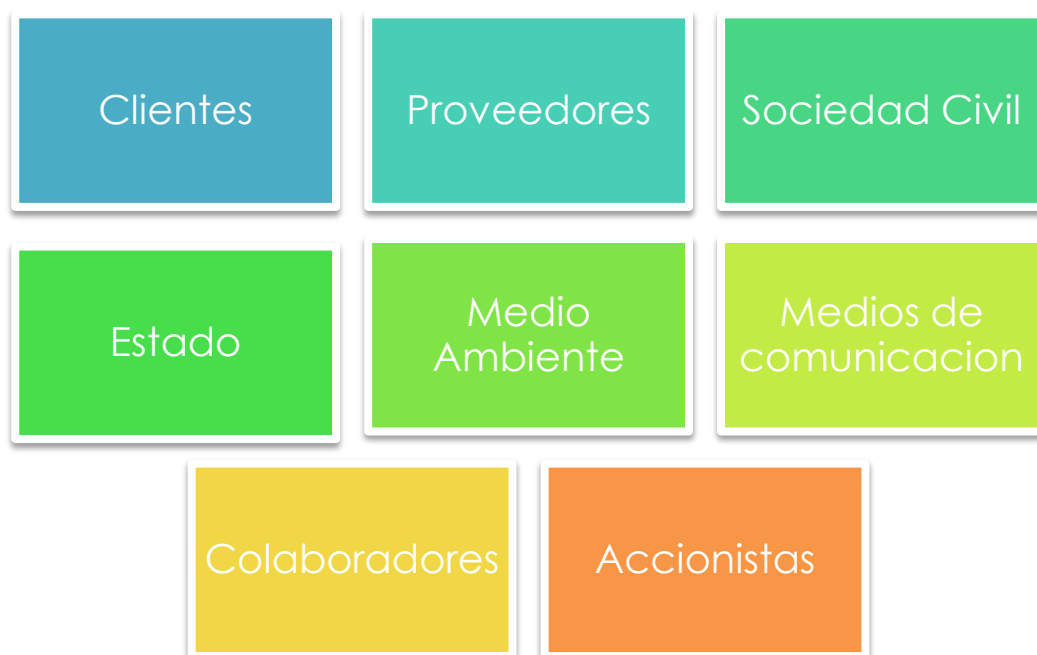 Clientes
Proveedores
Sociedad Civil
Estado
Medio
Ambiente
Medios de
comunicacion
Colaboradores
Accionistas